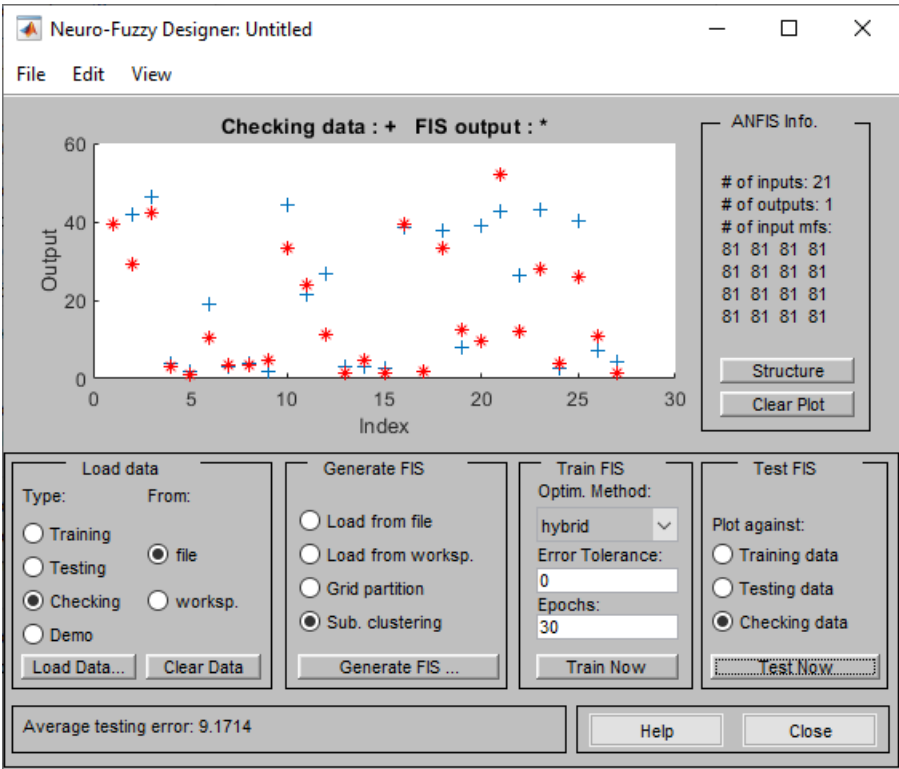 Neuro-Fuzzy Designer: Untitled
File Edit View
Checking data : + FIS output : *
60
40
20
0
Output
0 5 10 15 20 25 30
Index
ANFIS Info.
# of inputs: 21
# of outputs: 1
# of input mfs:
81 81 81 81
81 81 81 81
81 81 81 81
81 81 81 81
Structure
Clear Plot
Load data
Type: From:
Training
Testing
Checking
Demo
file
worksp.
Load Data... Clear Data
Generate FIS
Load from file
Load from worksp.
Grid partition
Sub. clustering
Generate FIS ...
Train FIS
Optim. Method:
hybrid
Error Tolerance:
0
Epochs:
30
Train Now
Test FIS
Plot against:
Training data
Testing data
Checking data
Test Now
Average testing error: 9.1714
Help Close